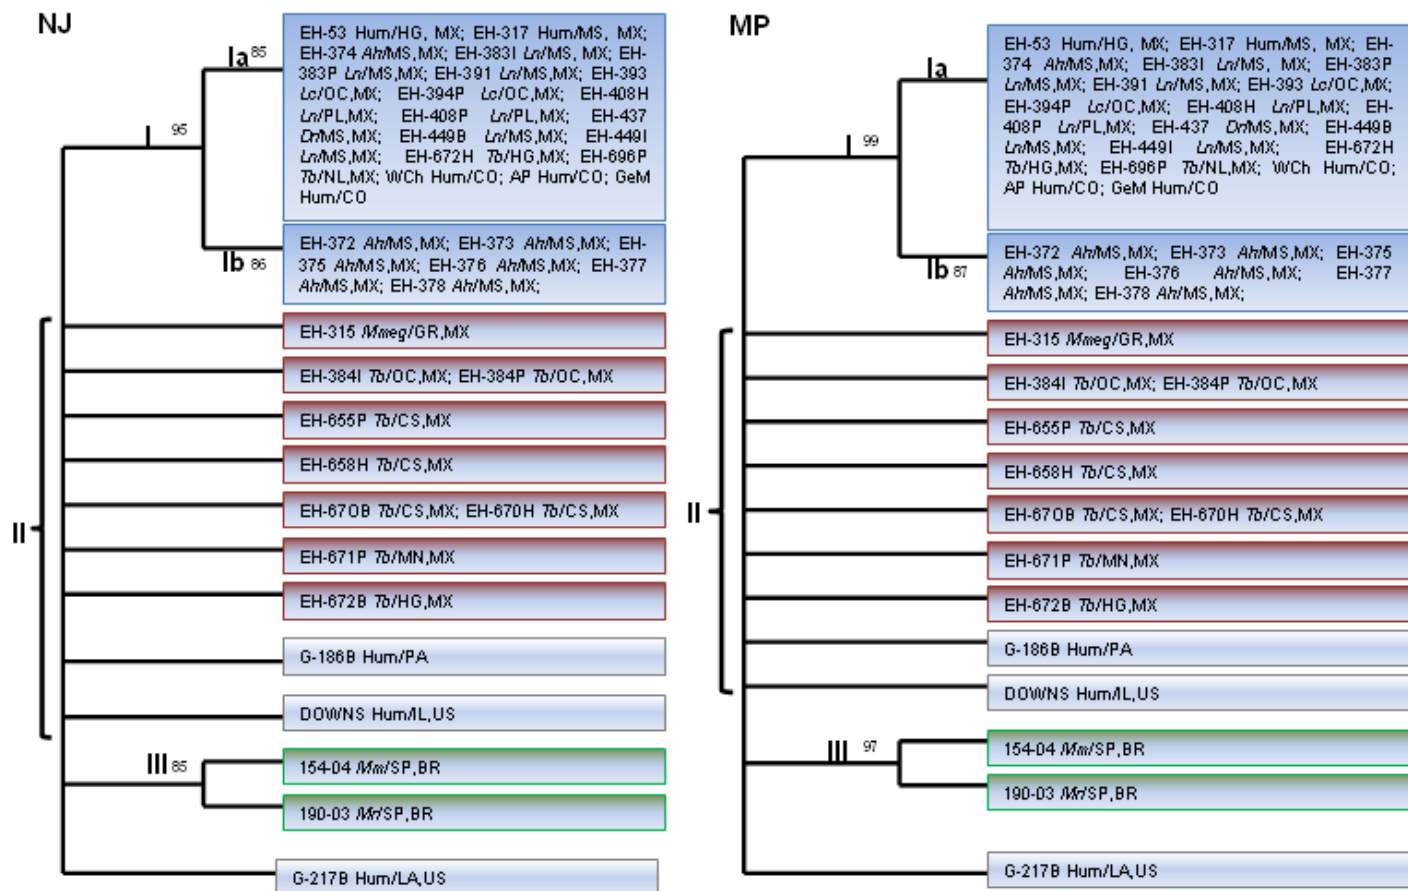 NJ
Ia 85
EH-53 Hum/HG, MX; EH-317 Hum/MS, MX;
EH-374 Ah/MS,MX; EH-383I Ln/MS, MX; EH-
383P Ln/MS,MX; EH-391 Ln/MS,MX; EH-393
Lc/OC,MX; EH-394P Lc/OC,MX; EH-408H
Ln/PL,MX; EH-408P Ln/PL,MX; EH-437
Dr/MS,MX; EH-449B Ln/MS,MX; EH-449I
Ln/MS,MX; EH-672H Tb/HG,MX; EH-696P
Tb/NL,MX; WCh Hum/CO; AP Hum/CO; GeM
Hum/CO
I 95
Ib 86
EH-372 Ah/MS,MX; EH-373 Ah/MS,MX; EH-
375 Ah/MS,MX; EH-376 Ah/MS,MX; EH-377
Ah/MS,MX; EH-378 Ah/MS,MX;
II
EH-315 Mmeg/GR,MX
EH-384I Tb/OC,MX; EH-384P Tb/OC,MX
EH-655P Tb/CS,MX
EH-658H Tb/CS,MX
EH-670B Tb/CS,MX; EH-670H Tb/CS,MX
EH-671P Tb/MN,MX
EH-672B Tb/HG,MX
G-186B Hum/PA
DOWNS Hum/IL,US
III 85
154-04 Mm/SP,BR
190-03 Mr/SP,BR
G-217B Hum/LA,US
MP
Ia
EH-53 Hum/HG, MX; EH-317 Hum/MS, MX; EH-
374 Ah/MS,MX; EH-383I Ln/MS, MX; EH-383P
Ln/MS,MX; EH-391 Ln/MS,MX; EH-393 Lc/OC,MX;
EH-394P Lc/OC,MX; EH-408H Ln/PL,MX; EH-
408P Ln/PL,MX; EH-437 Dr/MS,MX; EH-449B
Ln/MS,MX; EH-449I Ln/MS,MX; EH-672H
Tb/HG,MX; EH-696P Tb/NL,MX; WCh Hum/CO;
AP Hum/CO; GeM Hum/CO
I 99
Ib 87
EH-372 Ah/MS,MX; EH-373 Ah/MS,MX; EH-375
Ah/MS,MX; EH-376 Ah/MS,MX; EH-377
Ah/MS,MX; EH-378 Ah/MS,MX;
II
EH-315 Mmeg/GR,MX
EH-384I Tb/OC,MX; EH-384P Tb/OC,MX
EH-655P Tb/CS,MX
EH-658H Tb/CS,MX
EH-670B Tb/CS,MX; EH-670H Tb/CS,MX
EH-671P Tb/MN,MX
EH-672B Tb/HG,MX
G-186B Hum/PA
DOWNS Hum/IL,US
III 97
154-04 Mm/SP,BR
190-03 Mr/SP,BR
G-217B Hum/LA,US